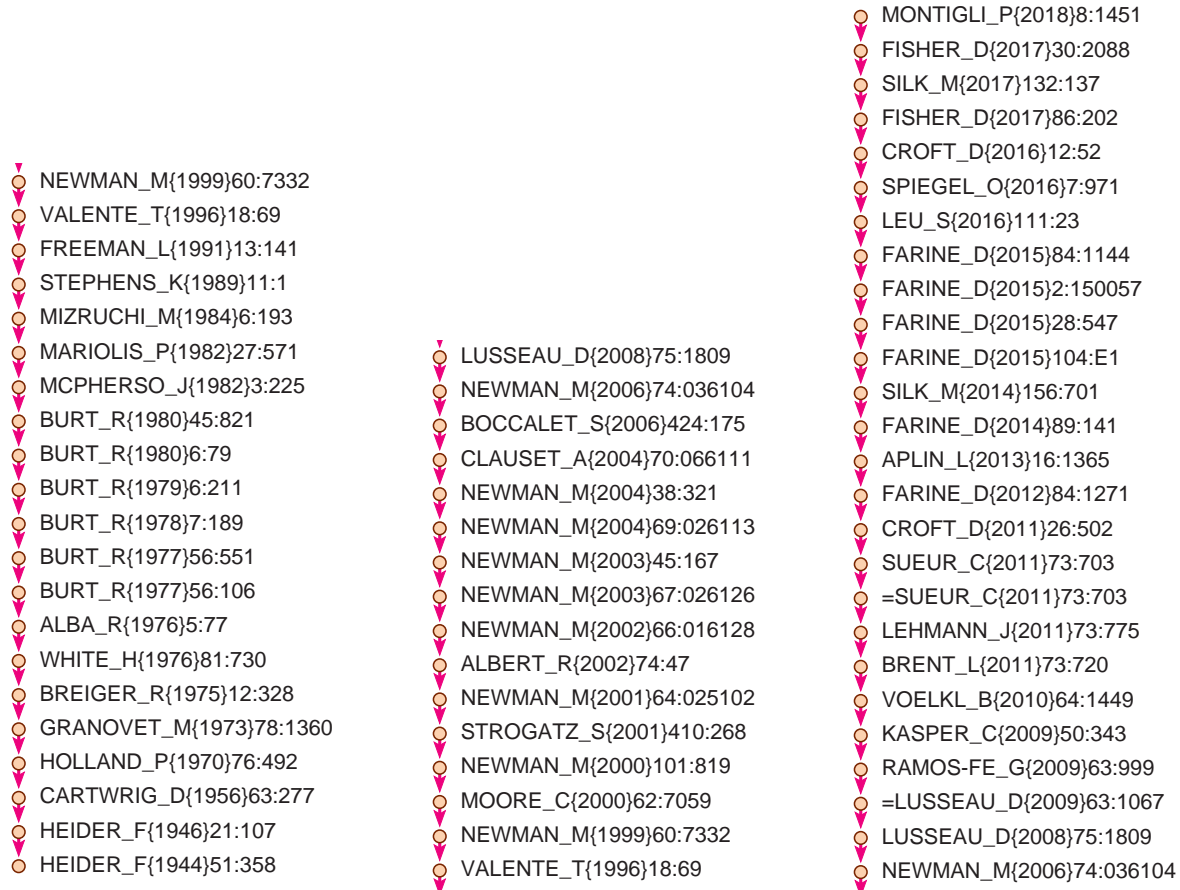 NEWMAN_M{1999}60:7332
VALENTE_T{1996}18:69
FREEMAN_L{1991}13:141
STEPHENS_K{1989}11:1
MIZRUCHI_M{1984}6:193
MARIOLIS_P{1982}27:571
MCPHERSO_J{1982}3:225
BURT_R{1980}45:821
BURT_R{1980}6:79
BURT_R{1979}6:211
BURT_R{1978}7:189
BURT_R{1977}56:551
BURT_R{1977}56:106
ALBA_R{1976}5:77
WHITE_H{1976}81:730
BREIGER_R{1975}12:328
GRANOVET_M{1973}78:1360
HOLLAND_P{1970}76:492
CARTWRIG_D{1956}63:277
HEIDER_F{1946}21:107
HEIDER_F{1944}51:358
LUSSEAU_D{2008}75:1809
NEWMAN_M{2006}74:036104
BOCCALET_S{2006}424:175
CLAUSET_A{2004}70:066111
NEWMAN_M{2004}38:321
NEWMAN_M{2004}69:026113
NEWMAN_M{2003}45:167
NEWMAN_M{2003}67:026126
NEWMAN_M{2002}66:016128
ALBERT_R{2002}74:47
NEWMAN_M{2001}64:025102
STROGATZ_S{2001}410:268
NEWMAN_M{2000}101:819
MOORE_C{2000}62:7059
NEWMAN_M{1999}60:7332
VALENTE_T{1996}18:69
MONTIGLI_P{2018}8:1451
FISHER_D{2017}30:2088
SILK_M{2017}132:137
FISHER_D{2017}86:202
CROFT_D{2016}12:52
SPIEGEL_O{2016}7:971
LEU_S{2016}111:23
FARINE_D{2015}84:1144
FARINE_D{2015}2:150057
FARINE_D{2015}28:547
FARINE_D{2015}104:E1
SILK_M{2014}156:701
FARINE_D{2014}89:141
APLIN_L{2013}16:1365
FARINE_D{2012}84:1271
CROFT_D{2011}26:502
SUEUR_C{2011}73:703
=SUEUR_C{2011}73:703
LEHMANN_J{2011}73:775
BRENT_L{2011}73:720
VOELKL_B{2010}64:1449
KASPER_C{2009}50:343
RAMOS-FE_G{2009}63:999
=LUSSEAU_D{2009}63:1067
LUSSEAU_D{2008}75:1809
NEWMAN_M{2006}74:036104